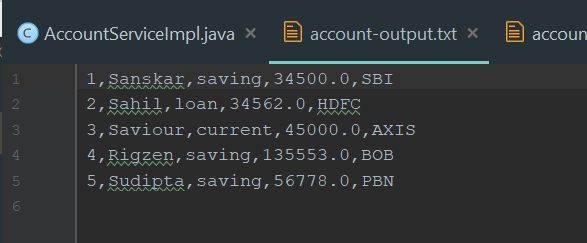 AccountServiceImpl.java account-output.txt accoun
1 1,Sanskar,saving,34500.0,SBI
2 2,Sahil,loan,34562.0,HDFC
3 3,Saviour,current,45000.0,AXIS
4 4,Rigzen,saving,135553.0,BOB
5 5,Sudipta,saving,56778.0,PBN
6